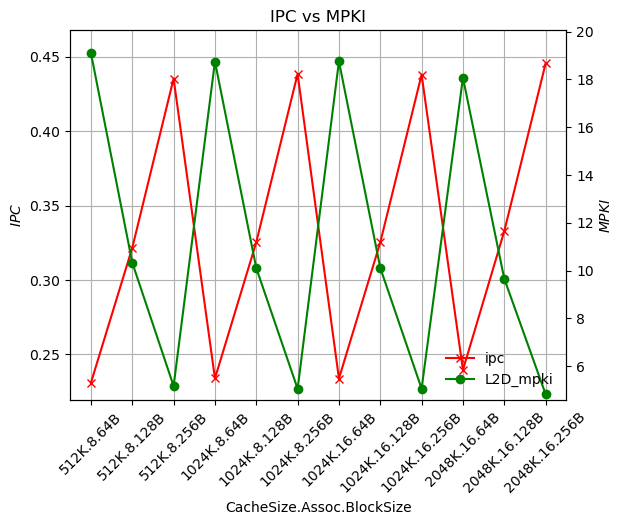 IPC vs MPKI
0.45
0.40
0.35
0.30
0.25
IPC
20
18
16
14
12
10
8
6
MPKI
ipc
L2D_mpki
512K.8.64B
512K.8.128B
512K.8.256B
1024K.8.64B
1024K.8.128B
1024K.8.256B
1024K.16.64B
1024K.16.128B
1024K.16.256B
2048K.16.64B
2048K.16.128B
2048K.16.256B
CacheSize.Assoc.BlockSize